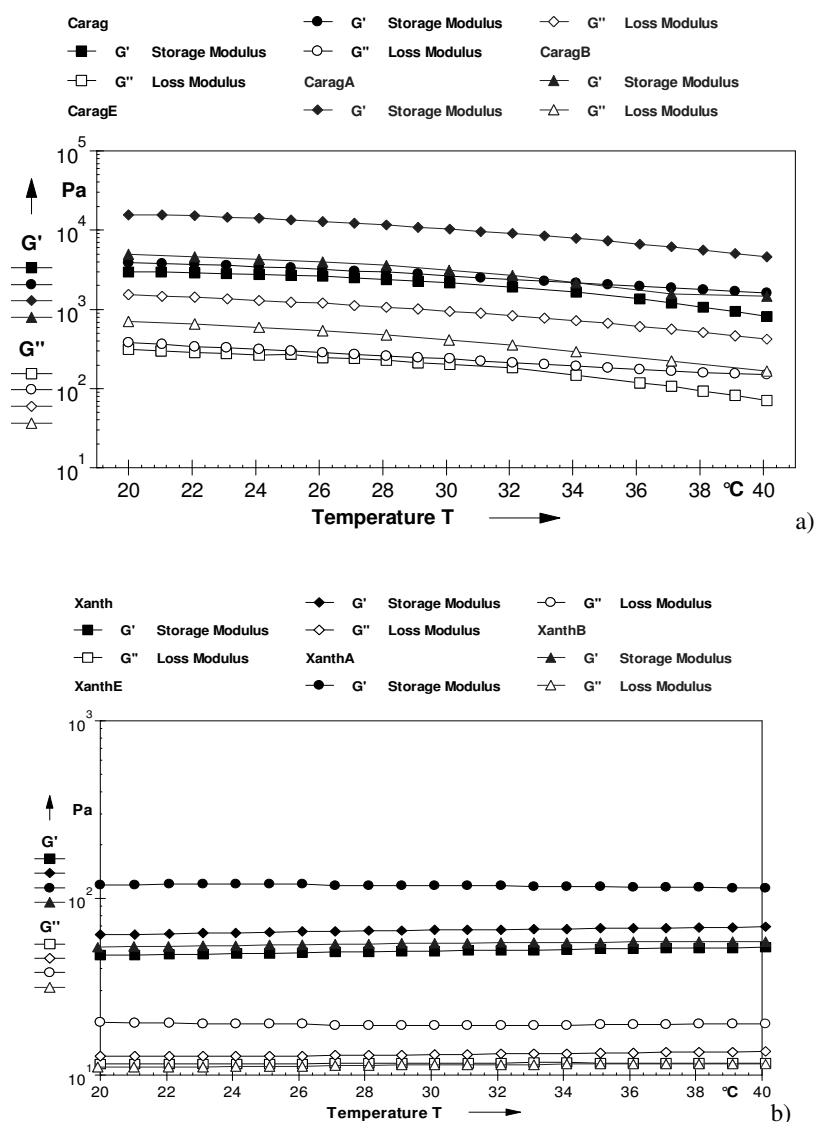 Carag G' Storage Modulus G'' Loss Modulus
G' Storage Modulus G'' Loss Modulus CaragB
G'' Loss Modulus CaragA G' Storage Modulus
CaragE G' Storage Modulus G'' Loss Modulus
10^5
Pa
10^4
G'
10^3
G''
10^2
10^1
20 22 24 26 28 30 32 34 36 38 °C 40
Temperature T
a)
Xanth G' Storage Modulus G'' Loss Modulus
G' Storage Modulus G'' Loss Modulus XanthB
G'' Loss Modulus XanthA G' Storage Modulus
XanthE G' Storage Modulus G'' Loss Modulus
10^3
Pa
G'
10^2
G''
10^1
20 22 24 26 28 30 32 34 36 38 °C 40
Temperature T
b)